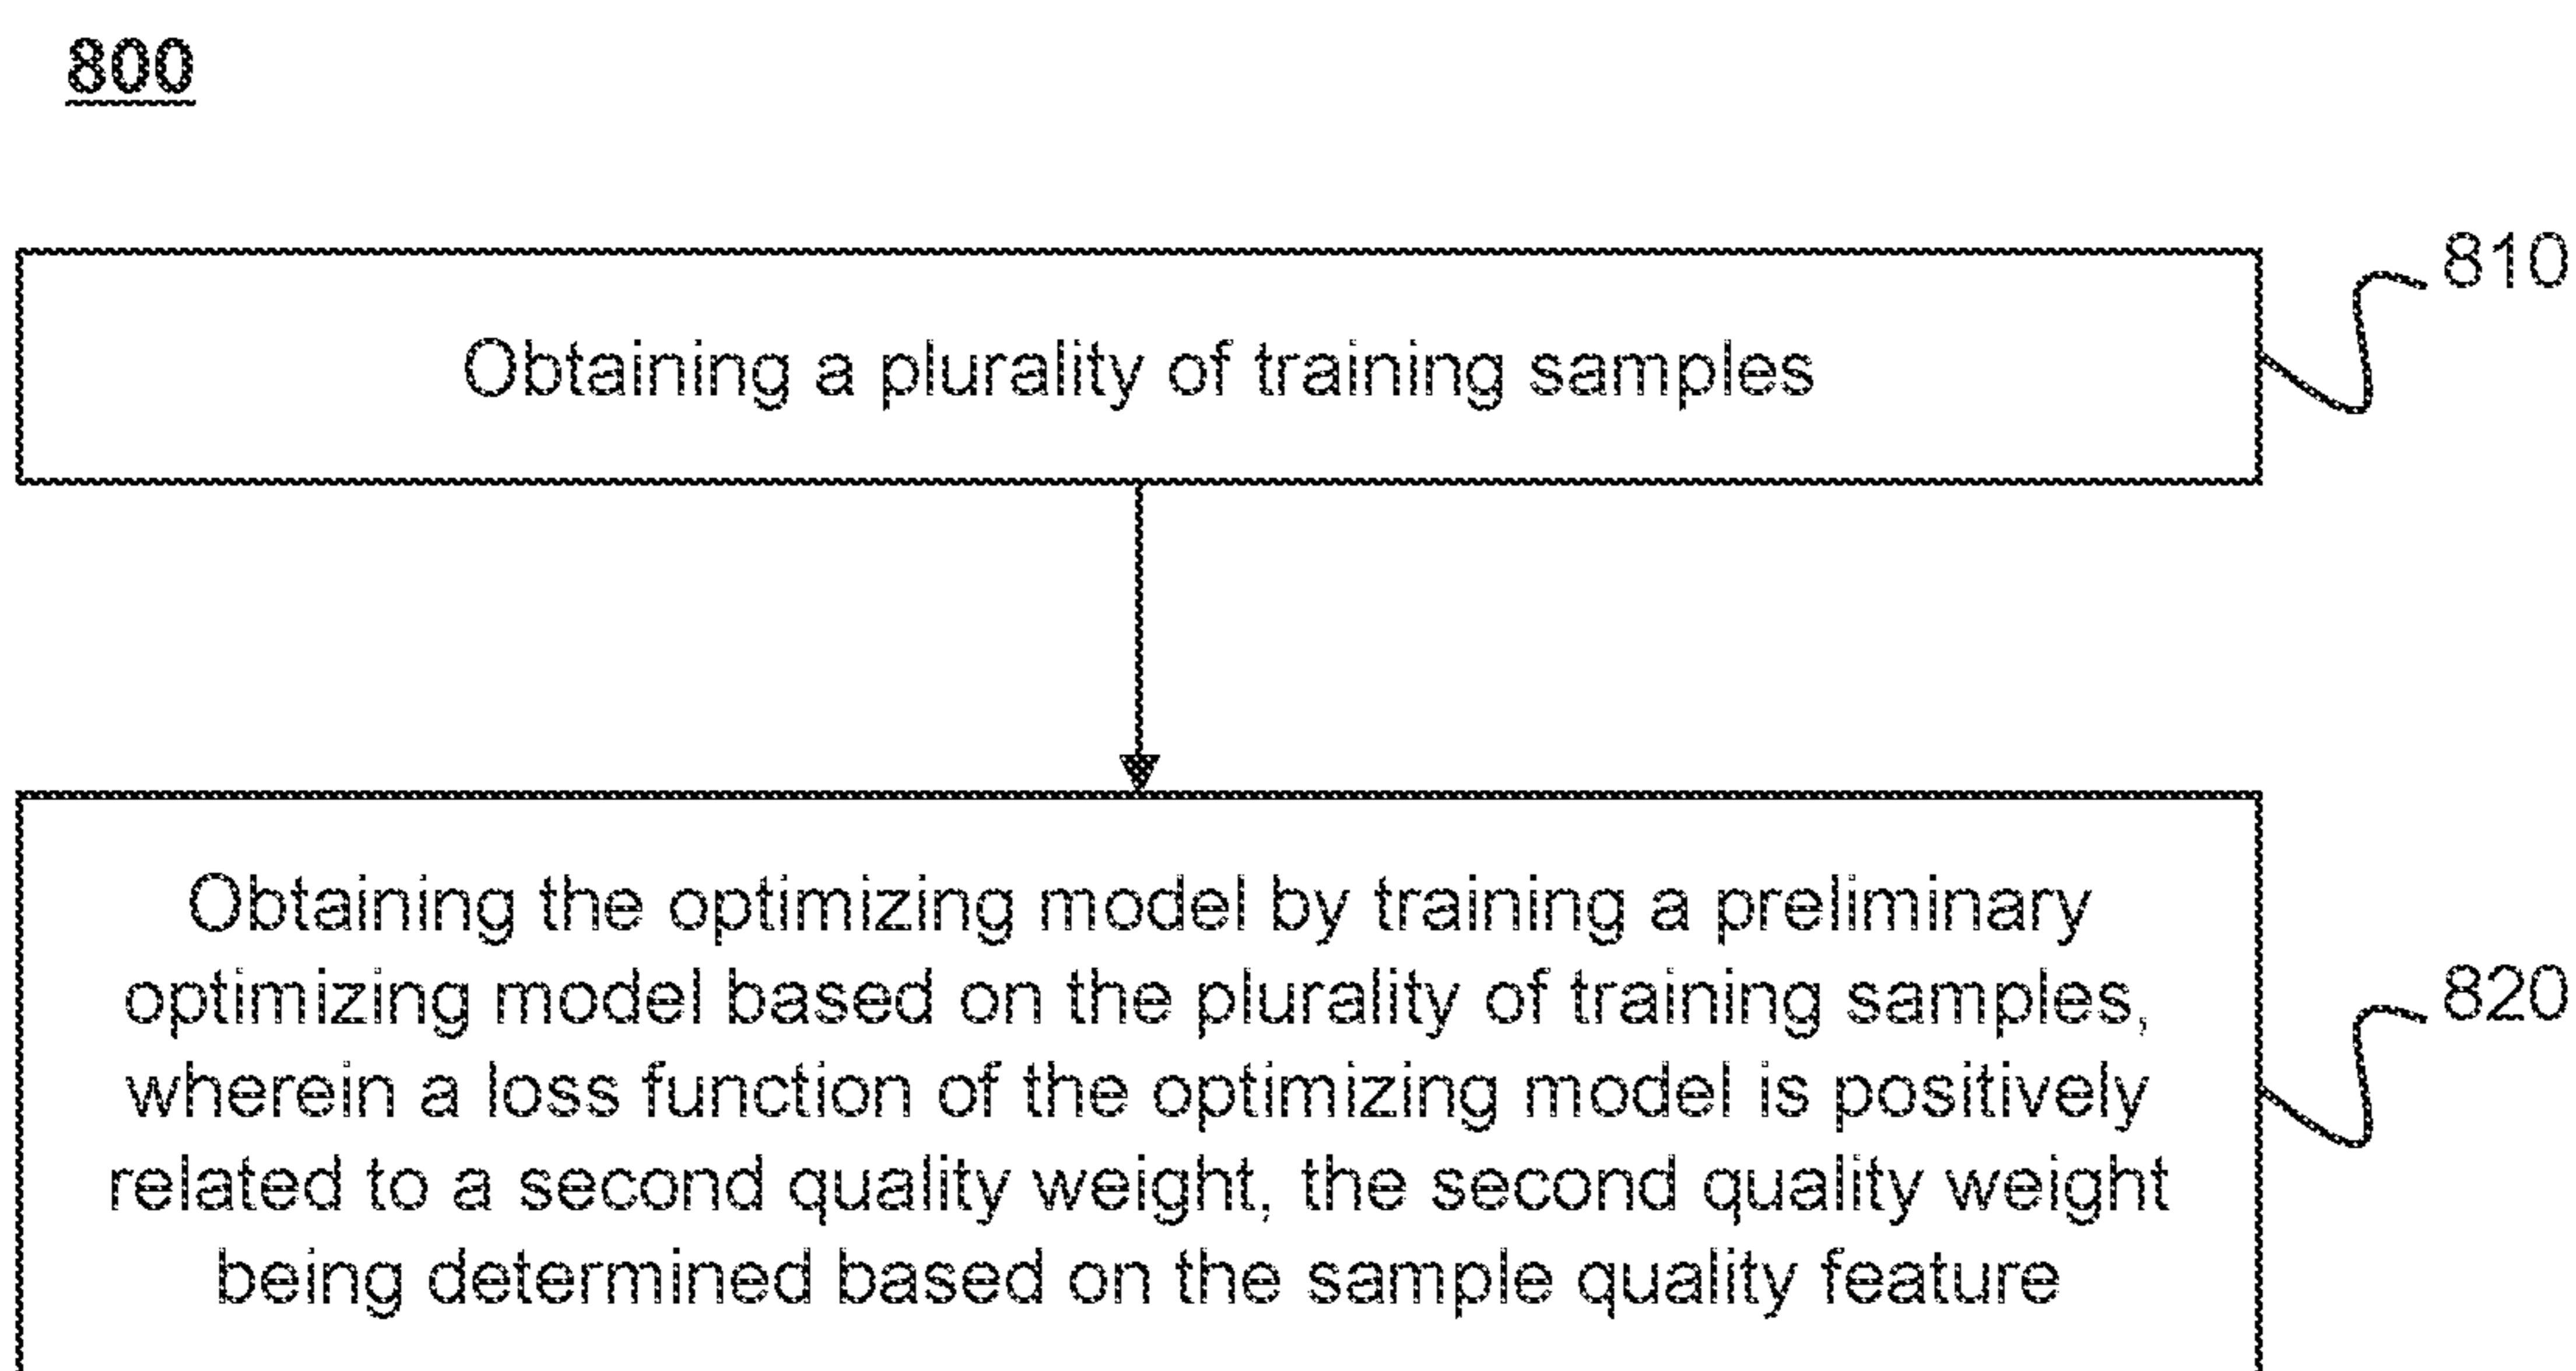 800
810
Obtaining a plurality of training samples
Obtaining the optimizing model by training a preliminary
optimizing model based on the plurality of training samples,
820
wherein a loss function of the optimizing model is positively
related to a second quality weight, the second quality weight
being determined based on the sample quality feature